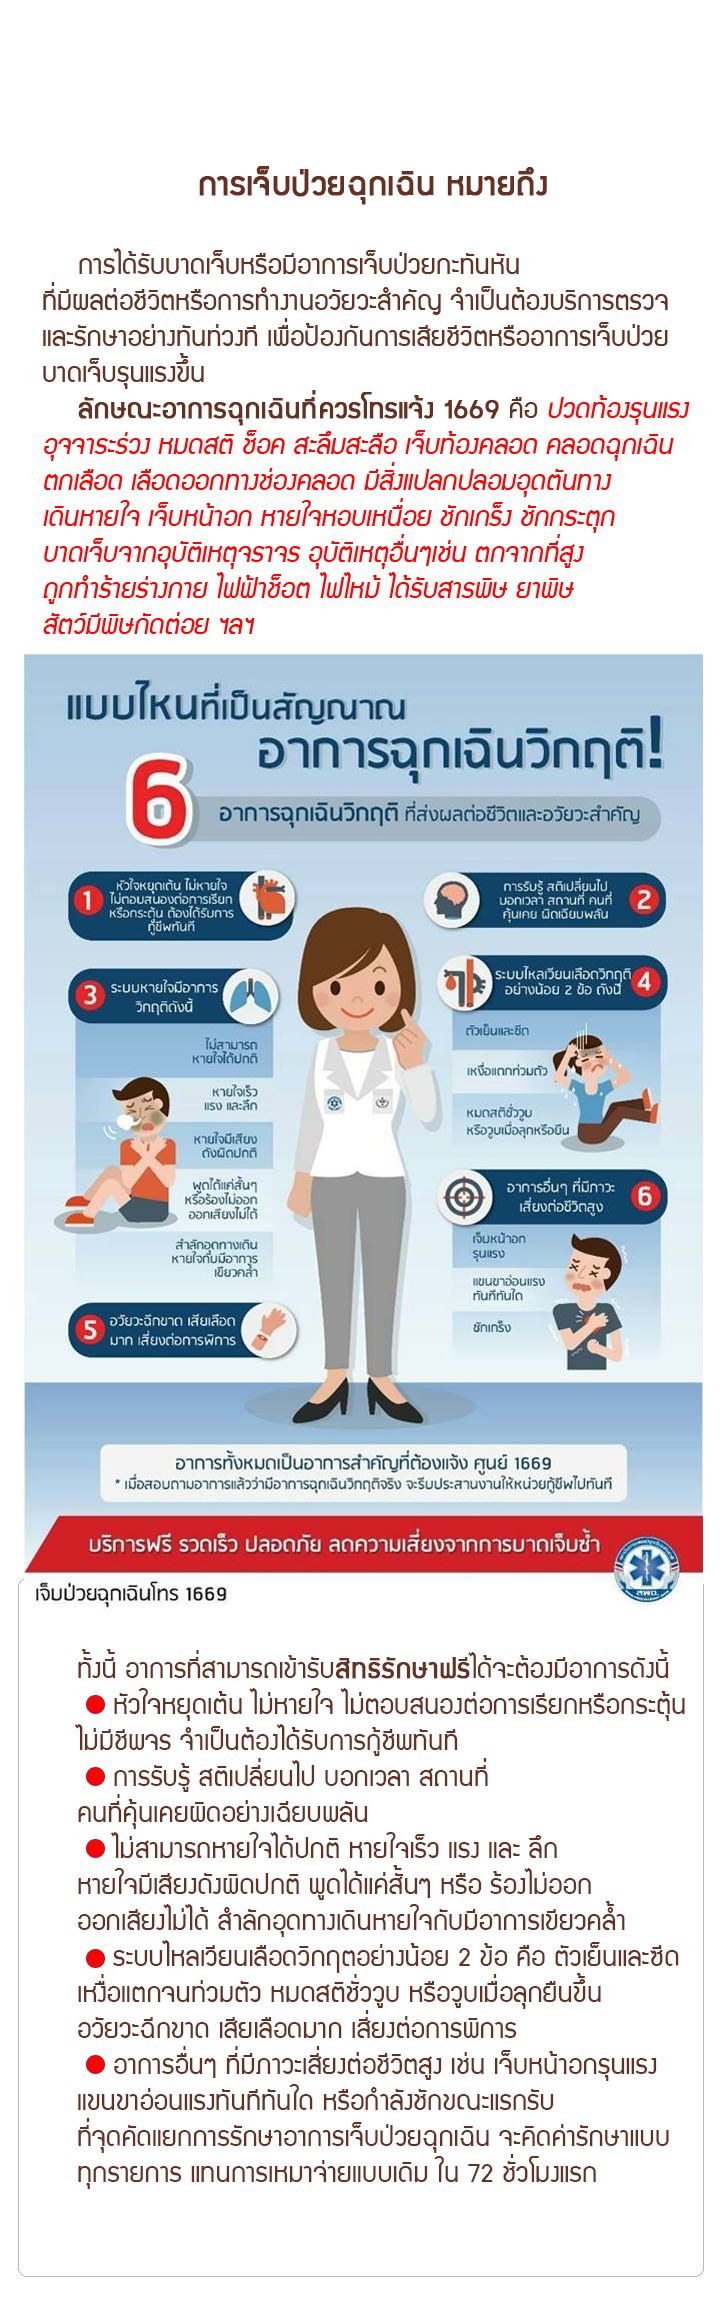 การเจ็บป่วยฉุกเฉิน หมายถึง
การได้รับบาดเจ็บหรือมีอาการเจ็บป่วยกะทันหัน
ที่มีผลต่อชีวิตหรือการทำงานอวัยวะสำคัญ จำเป็นต้องบริการตรวจ
และรักษาอย่างทันท่วงที เพื่อป้องกันการเสียชีวิตหรืออาการเจ็บป่วย
บาดเจ็บรุนแรงขึ้น
ลักษณะอาการฉุกเฉินที่ควรโทรแจ้ง 1669 คือ ปวดท้องรุนแรง
อุจจาระร่วง หมดสติ ช็อค สะลึมสะลือ เจ็บท้องคลอด คลอดฉุกเฉิน
ตกเลือด เลือดออกทางช่องคลอด มีสิ่งแปลกปลอมอุดตันทาง
เดินหายใจ เจ็บหน้าอก หายใจหอบเหนื่อย ชักเกร็ง ชักกระตุก
บาดเจ็บจากอุบัติเหตุจราจร อุบัติเหตุอื่นๆเช่น ตกจากที่สูง
ถูกทำร้ายร่างกาย ไฟฟ้าช็อต ไฟไหม้ ได้รับสารพิษ ยาพิษ
สัตว์มีพิษกัดต่อย ฯลฯ
แบบไหนที่เป็นสัญญาณ
อาการฉุกเฉินวิกฤติ!
6
อาการฉุกเฉินวิกฤติ ที่ส่งผลต่อชีวิตและอวัยวะสำคัญ
1
หัวใจหยุดเต้น ไม่หายใจ
ไม่ตอบสนองต่อการเรียก
หรือกระตุ้น ต้องได้รับการ
กู้ชีพทันที
การรับรู้ สติเปลี่ยนไป
บอกเวลา สถานที่ คนที่
คุ้นเคย ผิดเฉียบพลัน
2
3
ระบบหายใจมีอาการ
วิกฤติดังนี้
ไม่สามารถ
หายใจได้ปกติ
หายใจเร็ว
แรง และลึก
หายใจมีเสียง
ดังผิดปกติ
พูดได้แค่สั้นๆ
หรือร้องไม่ออก
ออกเสียงไม่ได้
สำลักอุดทางเดิน
หายใจกับมีอาการ
เขียวคล้ำ
ระบบไหลเวียนเลือดวิกฤติ
อย่างน้อย 2 ข้อ ดังนี้
4
ตัวเย็นและซีด
เหงื่อแตกท่วมตัว
หมดสติชั่ววูบ
หรือวูบเมื่อลุกหรือยืน
5
อวัยวะฉีกขาด เสียเลือด
มาก เสี่ยงต่อการพิการ
อาการอื่นๆ ที่มีภาวะ
เสี่ยงต่อชีวิตสูง
6
เจ็บหน้าอก
รุนแรง
แขนขาอ่อนแรง
ทันทีทันใด
ชักเกร็ง
อาการทั้งหมดเป็นอาการสำคัญที่ต้องแจ้ง ศูนย์ 1669
* เมื่อสอบถามอาการแล้วว่ามีอาการฉุกเฉินวิกฤติจริง จะรีบประสานงานให้หน่วยกู้ชีพไปทันที
บริการฟรี รวดเร็ว ปลอดภัย ลดความเสี่ยงจากการบาดเจ็บซ้ำ
สพฉ.
เจ็บป่วยฉุกเฉินโทร 1669
ทั้งนี้ อาการที่สามารถเข้ารับสิทธิรักษาฟรีได้จะต้องมีอาการดังนี้
● หัวใจหยุดเต้น ไม่หายใจ ไม่ตอบสนองต่อการเรียกหรือกระตุ้น
ไม่มีชีพจร จำเป็นต้องได้รับการกู้ชีพทันที
● การรับรู้ สติเปลี่ยนไป บอกเวลา สถานที่
คนที่คุ้นเคยผิดอย่างเฉียบพลัน
● ไม่สามารถหายใจได้ปกติ หายใจเร็ว แรง และ ลึก
หายใจมีเสียงดังผิดปกติ พูดได้แค่สั้นๆ หรือ ร้องไม่ออก
ออกเสียงไม่ได้ สำลักอุดทางเดินหายใจกับมีอาการเขียวคล้ำ
● ระบบไหลเวียนเลือดวิกฤตอย่างน้อย 2 ข้อ คือ ตัวเย็นและซีด
เหงื่อแตกจนท่วมตัว หมดสติชั่ววูบ หรือวูบเมื่อลุกยืนขึ้น
อวัยวะฉีกขาด เสียเลือดมาก เสี่ยงต่อการพิการ
● อาการอื่นๆ ที่มีภาวะเสี่ยงต่อชีวิตสูง เช่น เจ็บหน้าอกรุนแรง
แขนขาอ่อนแรงทันทีทันใด หรือกำลังชักขณะแรกรับ
ที่จุดคัดแยกการรักษาอาการเจ็บป่วยฉุกเฉิน จะคิดค่ารักษาแบบ
ทุกรายการ แทนการเหมาจ่ายแบบเดิม ใน 72 ชั่วโมงแรก